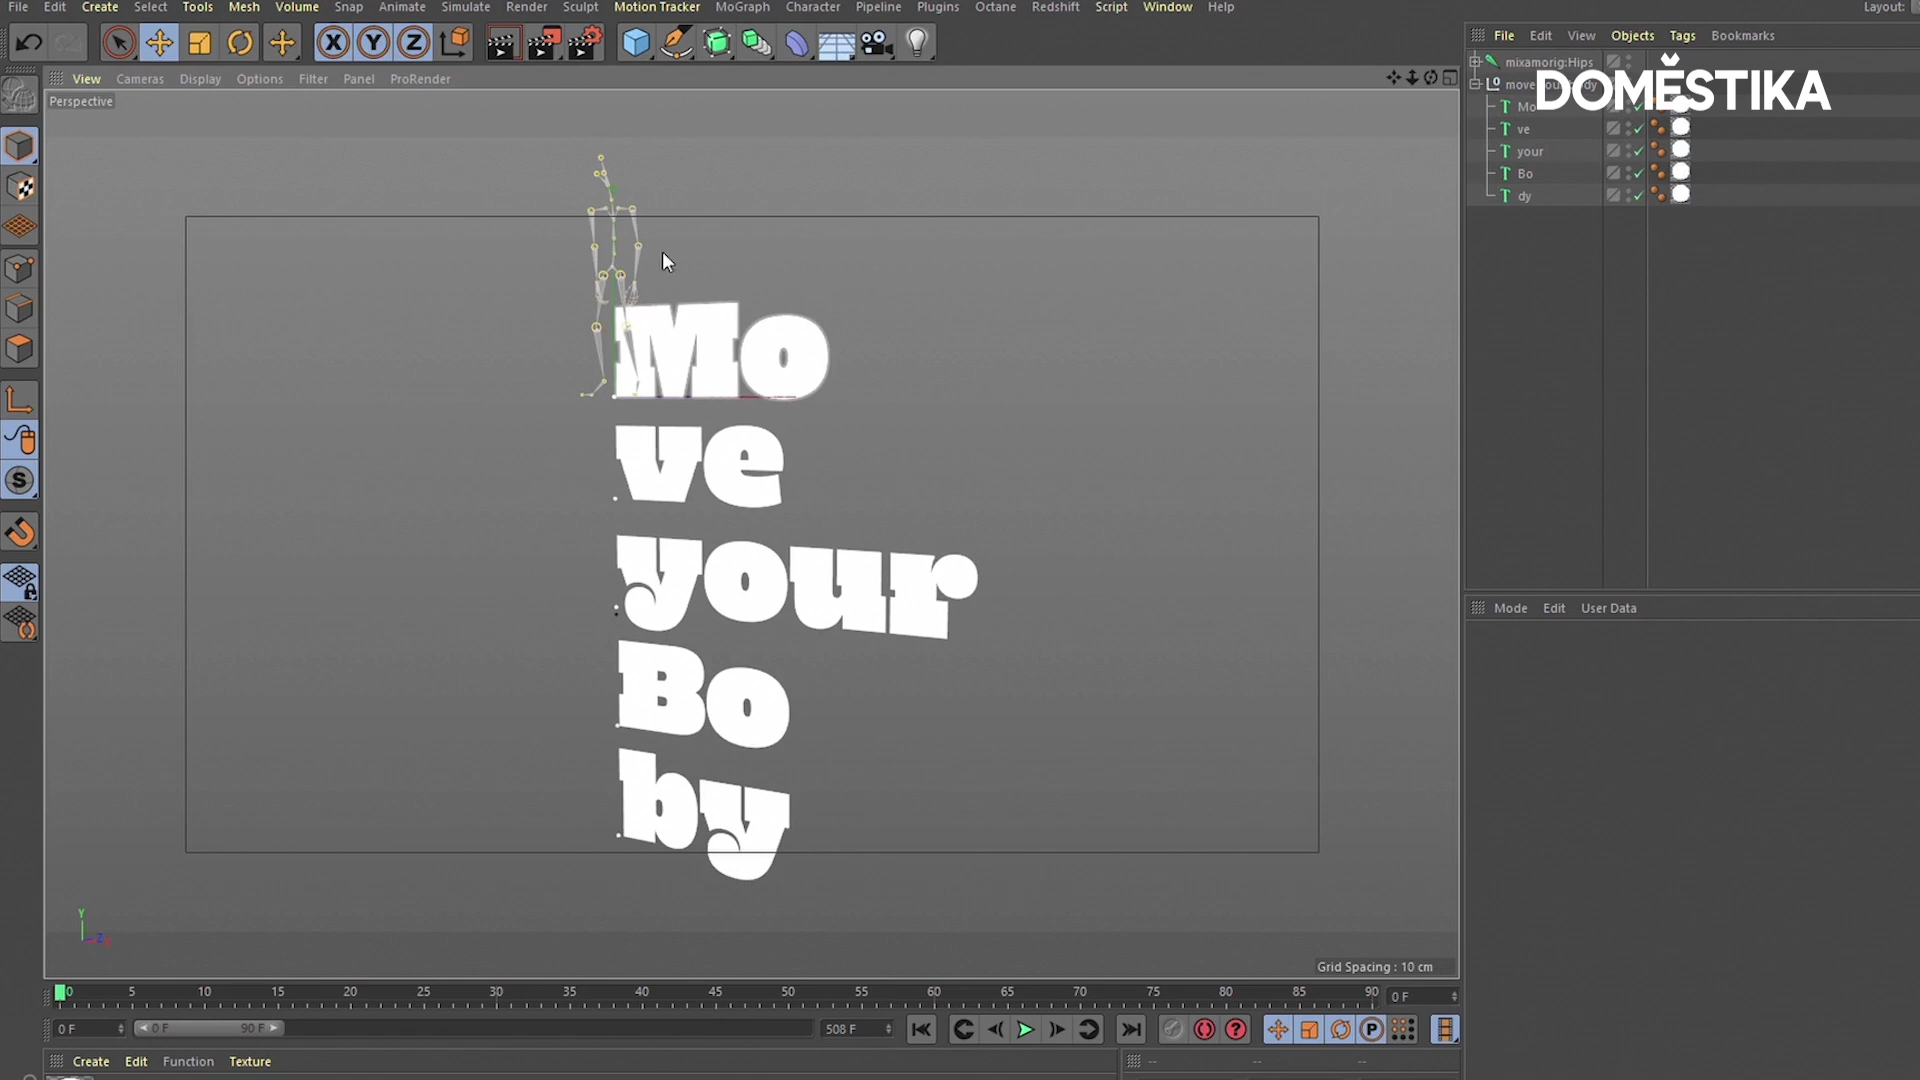 File Edit Create Select Tools Mesh Volume Snap Animate Simulate Render Sculpt Motion Tracker MoGraph Character Pipeline Plugins Octane Redshift Script Window Help Layout:
X Y Z
File Edit View Objects Tags Bookmarks
View Cameras Display Options Filter Panel ProRender
Perspective
mixamorig:Hips
DOMESTIKA
Mo
ve
your
Bo
dy
Mo
ve
your
Bo
by
S
Mode Edit User Data
Y
Z
Grid Spacing : 10 cm
0 5 10 15 20 25 30 35 40 45 50 55 60 65 70 75 80 85 90 0 F
0 F 0 F 90 F 508 F
P
Create Edit Function Texture
-- -- --